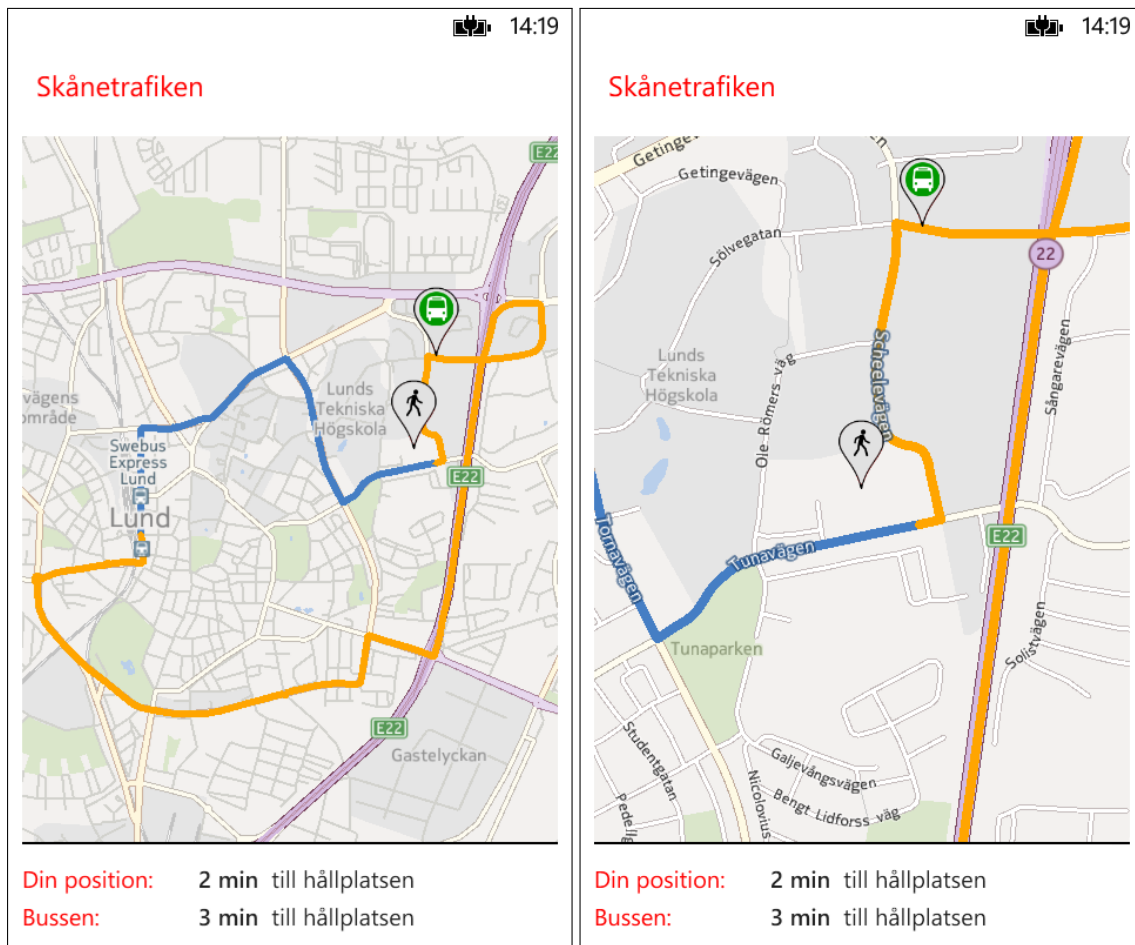 14:19
Skånetrafiken
E22
Lunds
Tekniska
Högskola
vägens
område
Swebus
Express
Lund
Lund
E22
E22
Gastelyckan
Din position: 2 min till hållplatsen
Bussen: 3 min till hållplatsen
14:19
Skånetrafiken
Getingev
en
Getingevägen
Sölvegatan
22
Scheelevägen
Sångarevägen
Lunds
Tekniska
Högskola
Ole Römers väg
Tornavägen
Tunavägen
E22
Tunaparken
Solistvägen
Studentgatan
Galjevångsvägen
Nicolovius
Bengt Lidforss väg
Pedellg
Din position: 2 min till hållplatsen
Bussen: 3 min till hållplatsen